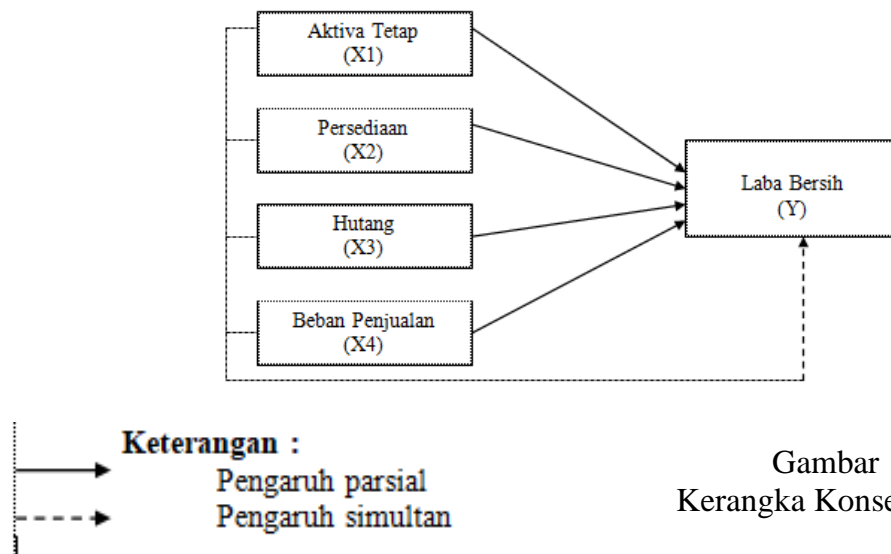 Aktiva Tetap
(X1)
Persediaan
(X2)
Hutang
(X3)
Beban Penjualan
(X4)
Laba Bersih
(Y)
Keterangan :
Pengaruh parsial
Pengaruh simultan
Gambar
Kerangka